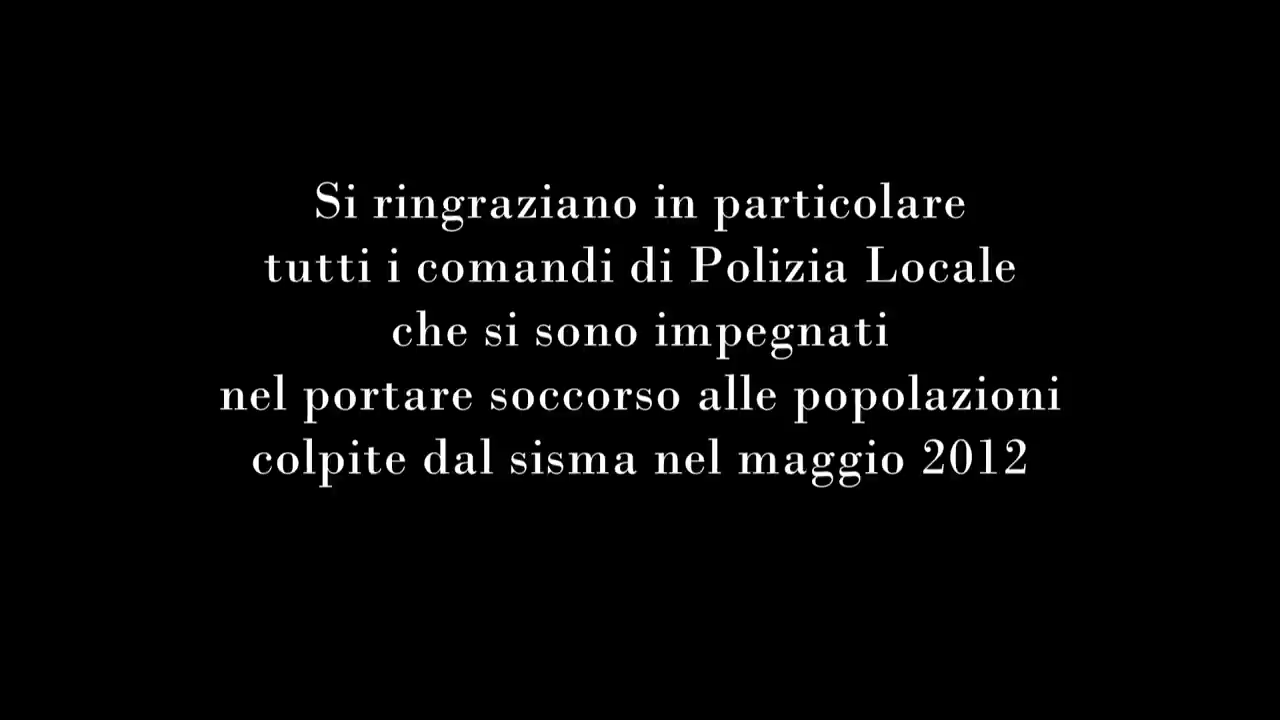 Si ringraziano in particolare
tutti i comandi di Polizia Locale
che si sono impegnati
nel portare soccorso alle popolazioni
colpite dal sisma nel maggio 2012